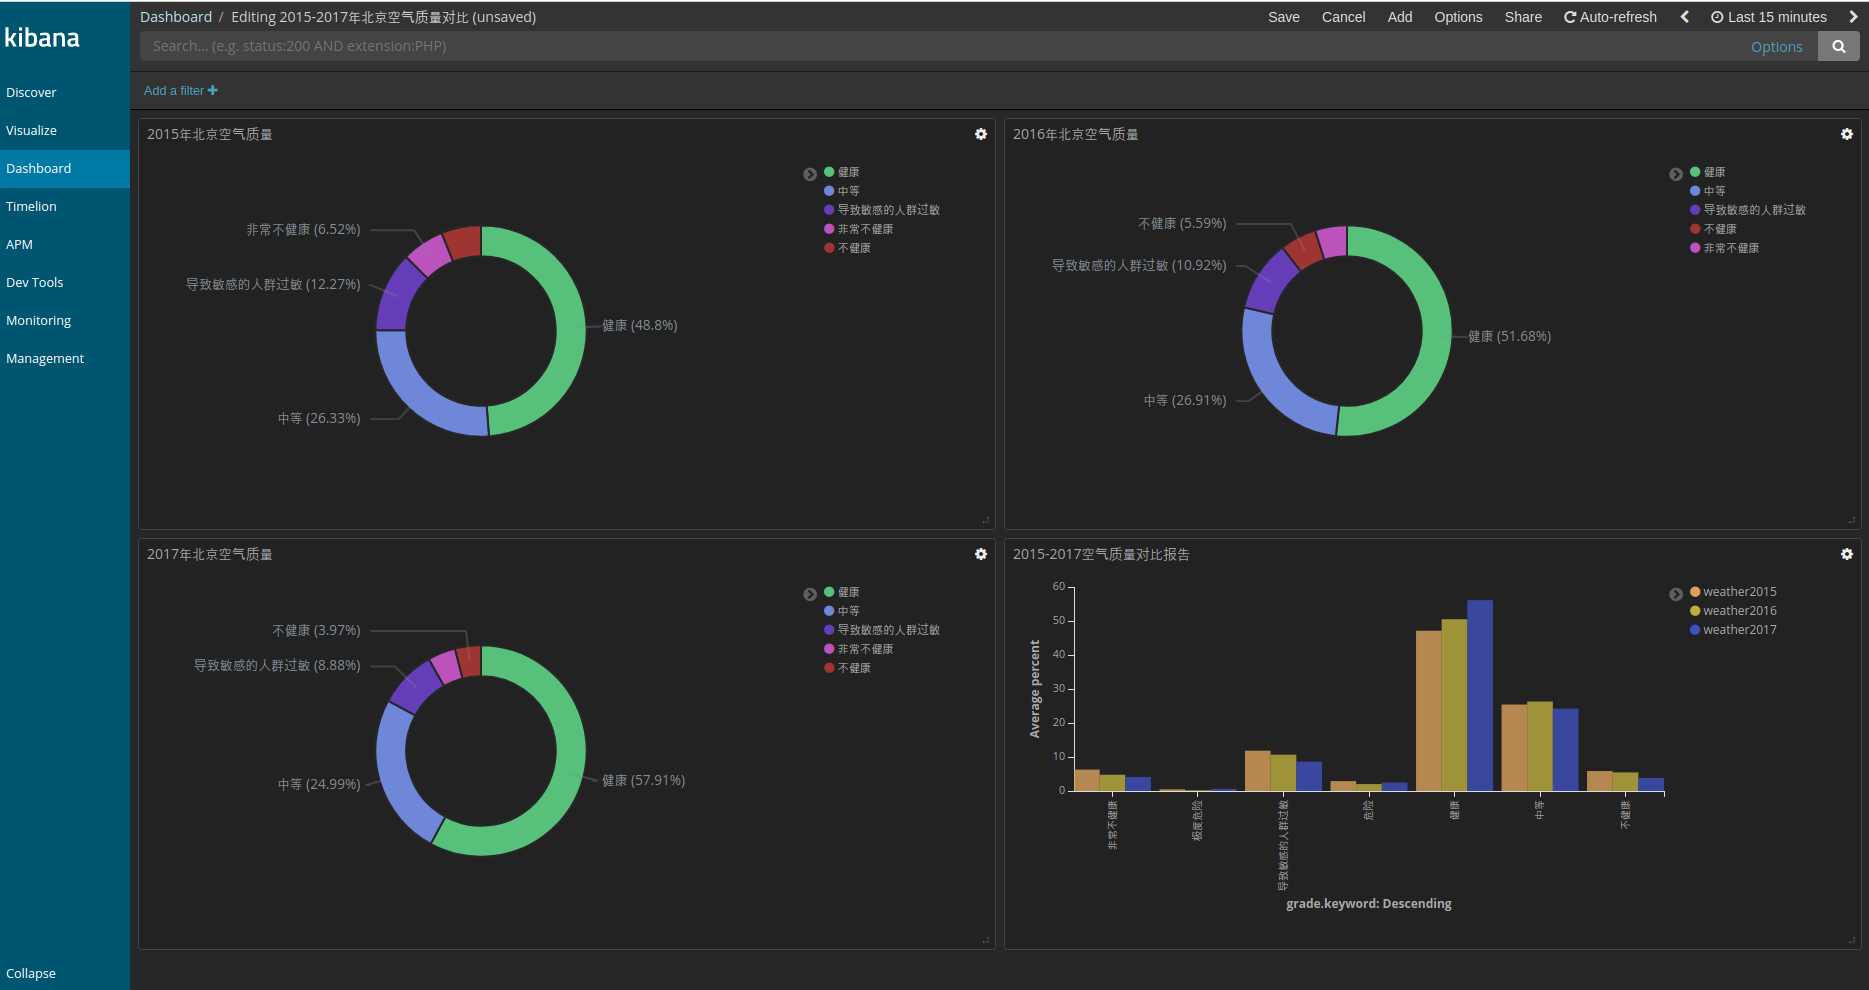 kibana
Discover
Visualize
Dashboard
Timelion
APM
Dev Tools
Monitoring
Management
Collapse
Dashboard / Editing 2015-2017年北京空气质量对比 (unsaved)
Save Cancel Add Options Share Auto-refresh Last 15 minutes
Search... (e.g. status:200 AND extension:PHP)
Options
Add a filter
2015年北京空气质量
健康
中等
导致敏感的人群过敏
非常不健康
不健康
非常不健康 (6.52%)
导致敏感的人群过敏 (12.27%)
健康 (48.8%)
中等 (26.33%)
2016年北京空气质量
健康
中等
导致敏感的人群过敏
不健康
非常不健康
不健康 (5.59%)
导致敏感的人群过敏 (10.92%)
健康 (51.68%)
中等 (26.91%)
2017年北京空气质量
健康
中等
导致敏感的人群过敏
非常不健康
不健康
不健康 (3.97%)
导致敏感的人群过敏 (8.88%)
健康 (57.91%)
中等 (24.99%)
2015-2017空气质量对比报告
weather2015
weather2016
weather2017
Average percent
60
50
40
30
20
10
0
非常不健康
极度危险
导致敏感的人群过敏
危险
健康
中等
不健康
grade.keyword: Descending